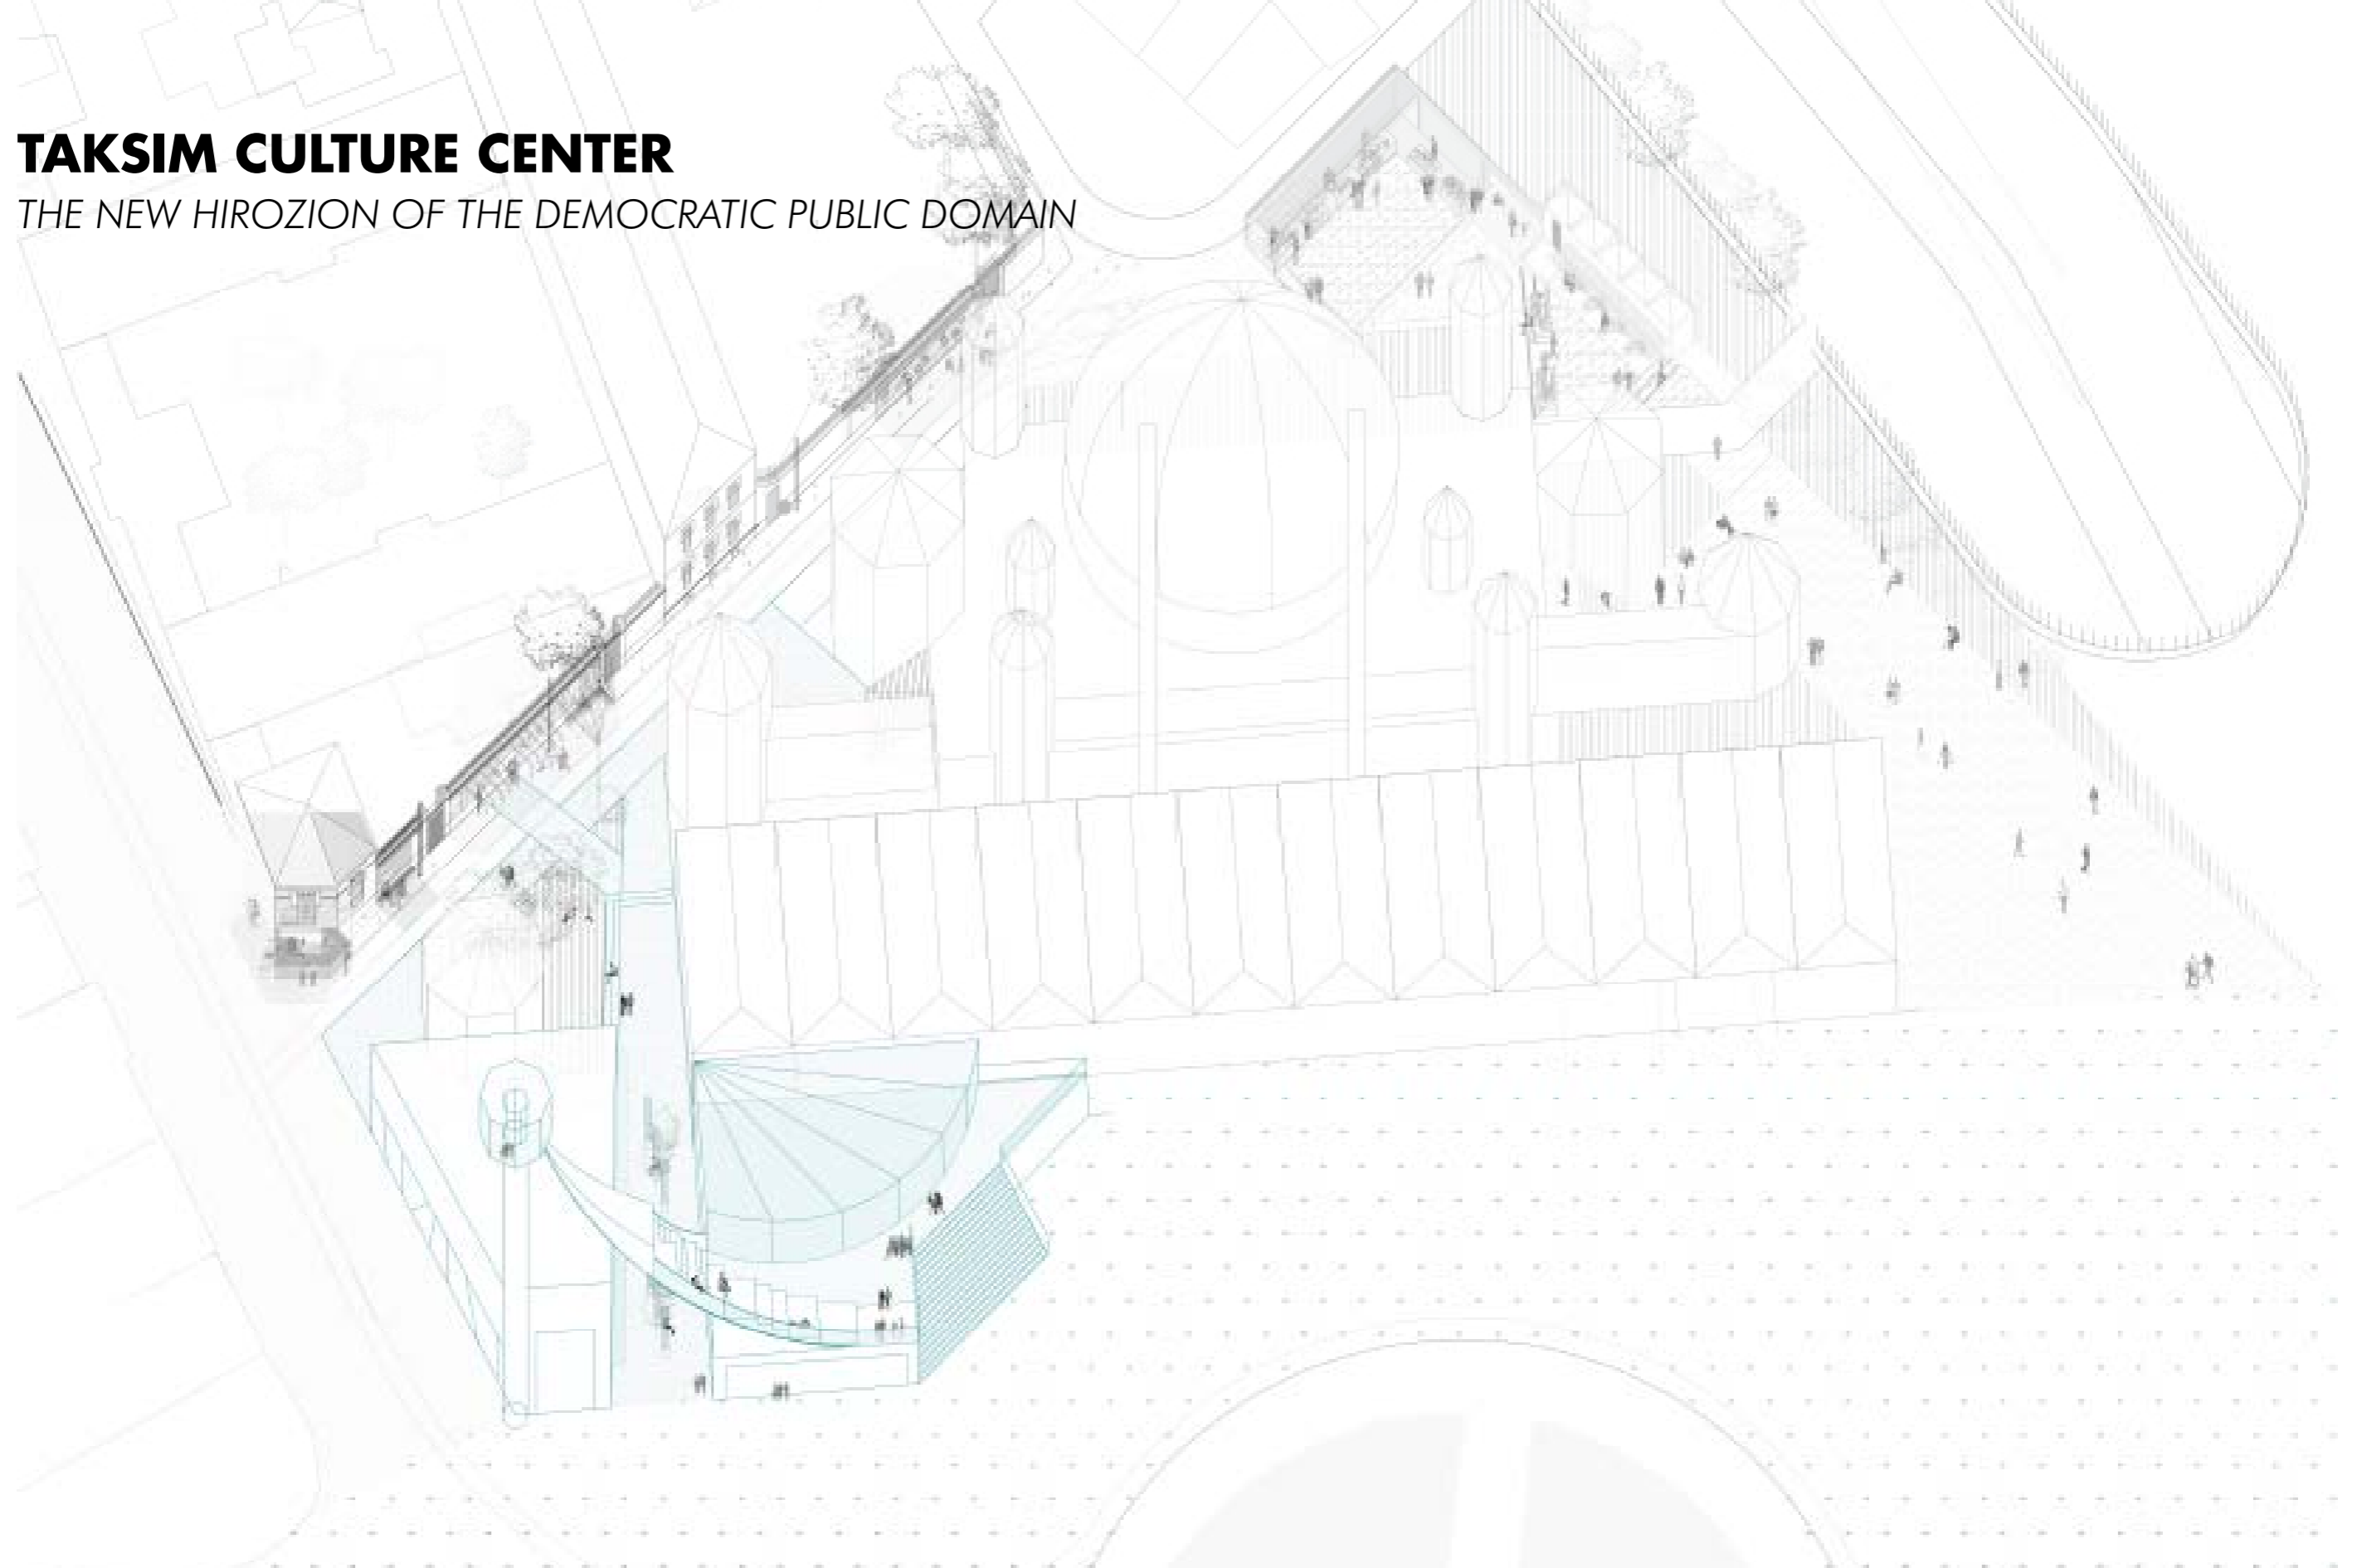 TAKSIM CULTURE CENTER
THE NEW HIROZION OF THE DEMOCRATIC PUBLIC DOMAIN